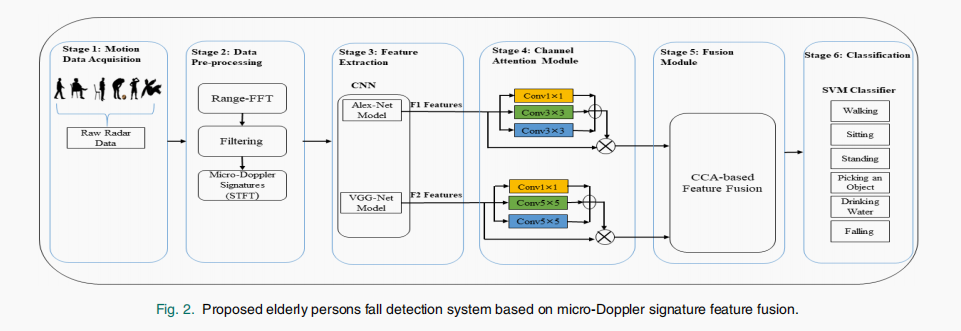 Stage 1: Motion
Data Acquisition
Raw Radar
Data
Stage 2: Data
Pre-processing
Range-FFT
Filtering
Micro-Doppler
Signatures
(STFT)
Stage 3: Feature
Extraction
CNN
Alex-Net
Model
VGG-Net
Model
F1 Features
F2 Features
Stage 4: Channel
Attention Module
Conv1×1
Conv3×3
Conv3×3
Conv1×1
Conv5×5
Conv5×5
Stage 5: Fusion
Module
CCA-based
Feature Fusion
Stage 6: Classification
SVM Classifier
Walking
Sitting
Standing
Picking an
Object
Drinking
Water
Falling
Fig. 2. Proposed elderly persons fall detection system based on micro-Doppler signature feature fusion.